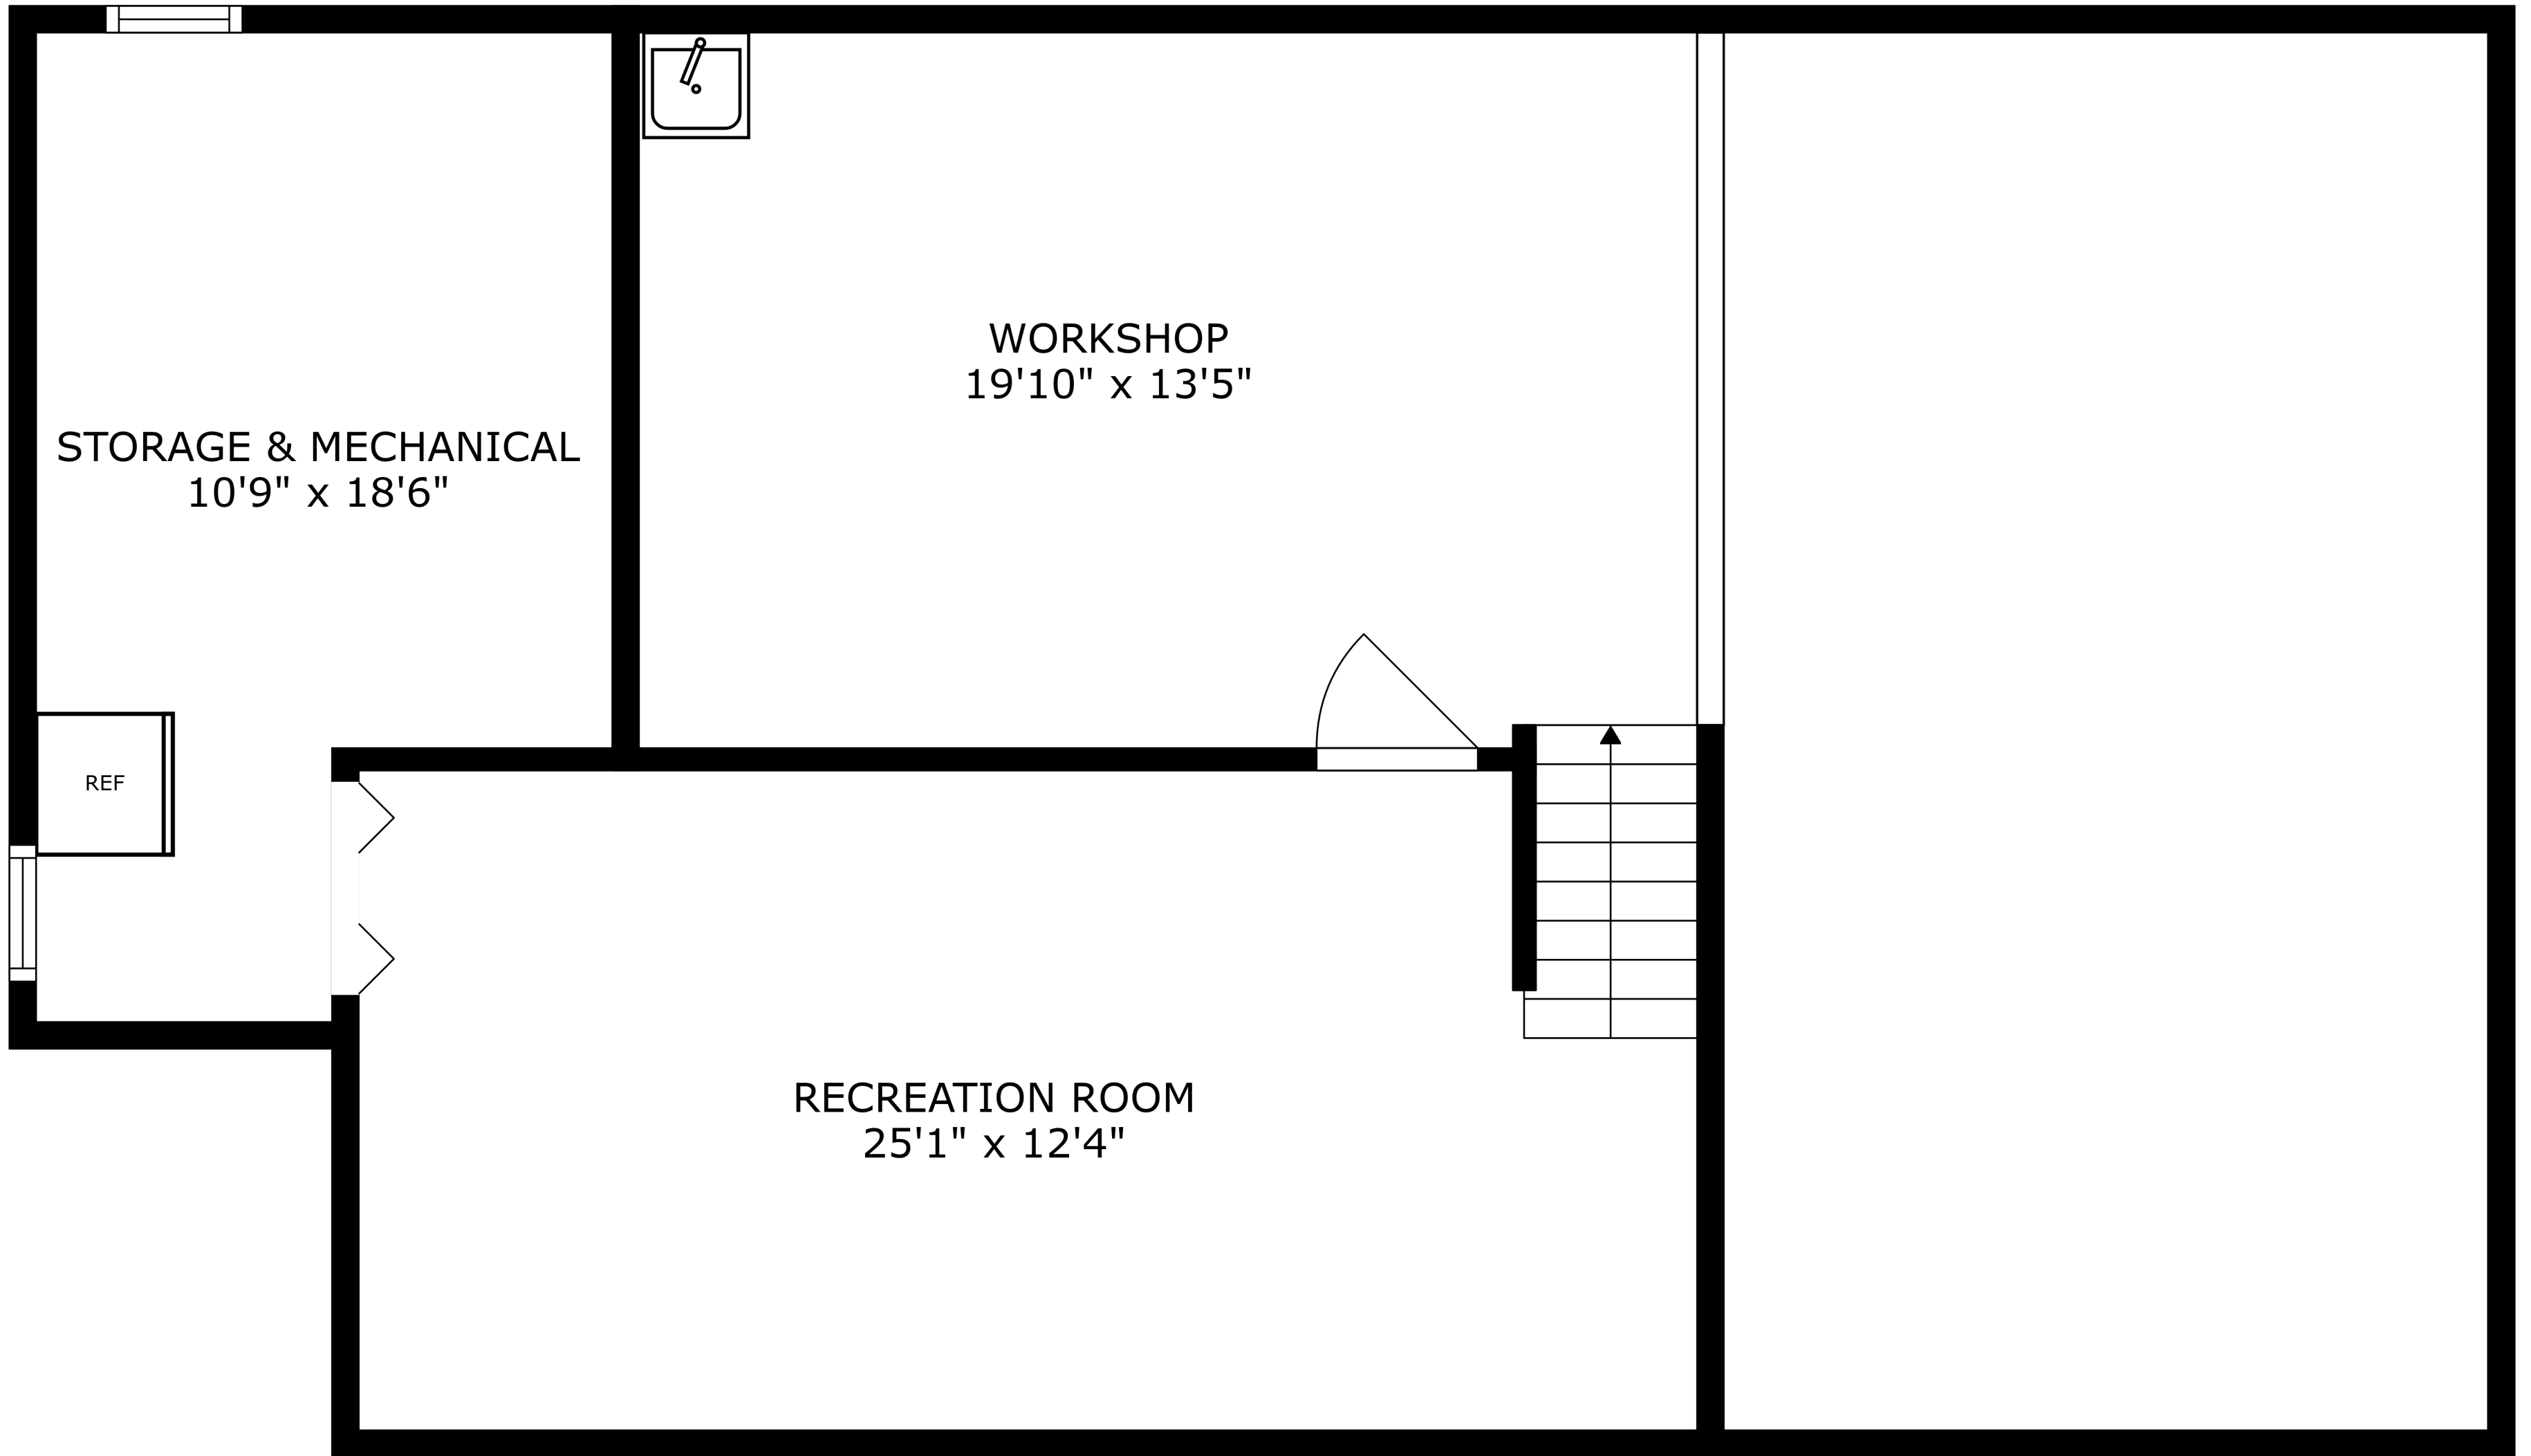 WORKSHOP
19'10" x 13'5"
STORAGE & MECHANICAL
10'9" x 18'6"
REF
RECREATION ROOM
25'1" x 12'4"